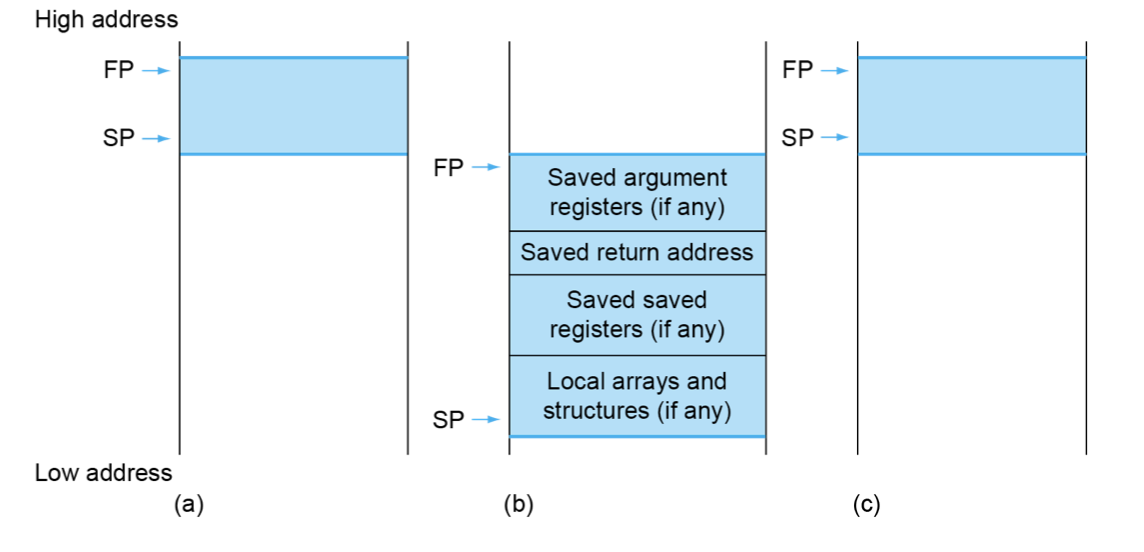 High address
FP
SP
FP
Saved argument
registers (if any)
Saved return address
Saved saved
registers (if any)
Local arrays and
structures (if any)
SP
FP
SP
Low address
(a)
(b)
(c)